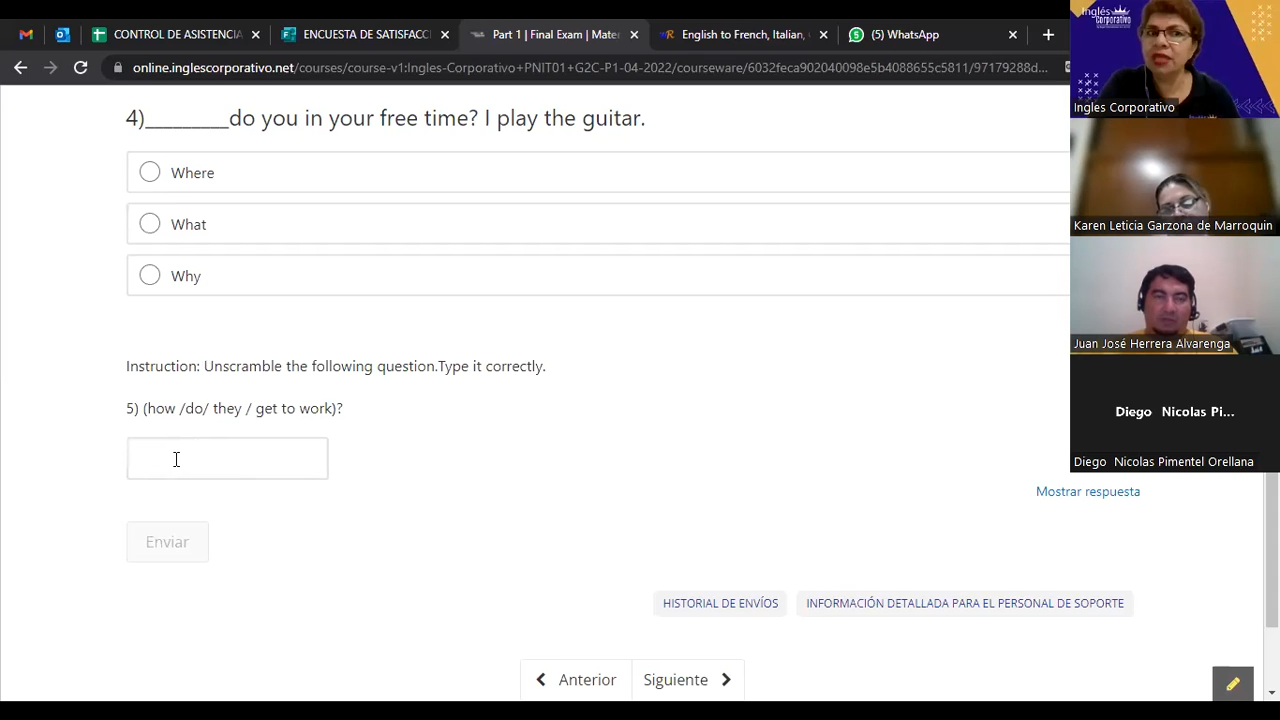 CONTROL DE ASISTENCIA
ENCUESTA DE SATIS
Part 1 | Final Exam | Mate
English to French, Italian,
(5) WhatsApp
online.inglescorporativo.net/courses/course-v1:Ingles-Corporativo+PNIT01+G2C-P1-04-2022/courseware/6032feca902040098e5b4088655c5811/97179288d...
4)_________do you in your free time? I play the guitar.
Where
What
Why
Instruction: Unscramble the following question.Type it correctly.
5) (how /do/ they / get to work)?
Mostrar respuesta
Enviar
HISTORIAL DE ENVÍOS
INFORMACIÓN DETALLADA PARA EL PERSONAL DE SOPORTE
Anterior
Siguiente
Inglés
Corporativo
Ingles Corporativo
Karen Leticia Garzona de Marroquin
Juan José Herrera Alvarenga
Diego Nicolas Pi...
Diego Nicolas Pimentel Orellana